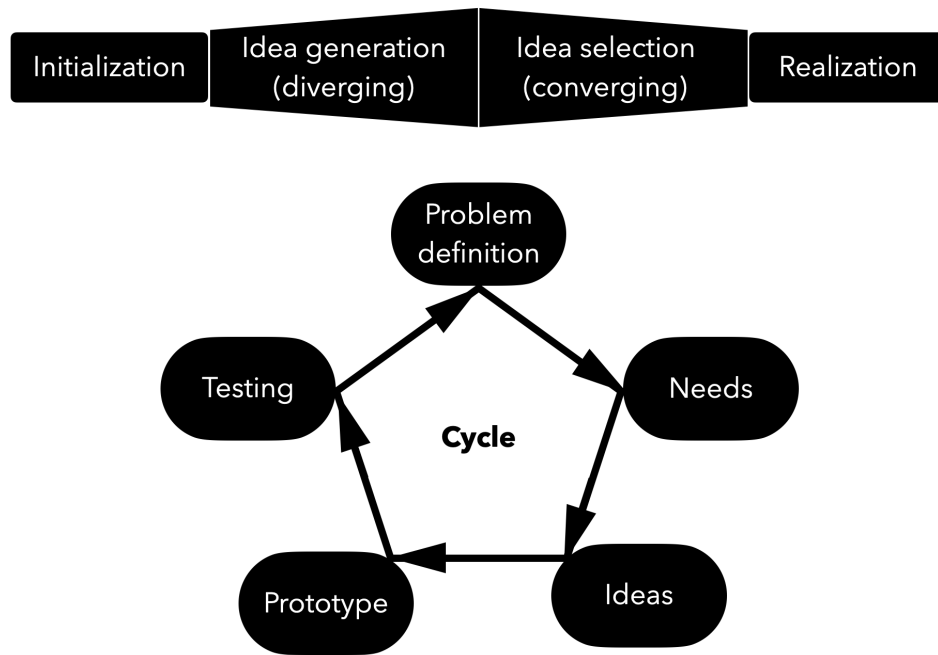 Initialization
Idea generation
(diverging)
Idea selection
(converging)
Realization
Problem
definition
Testing
Needs
Cycle
Prototype
Ideas